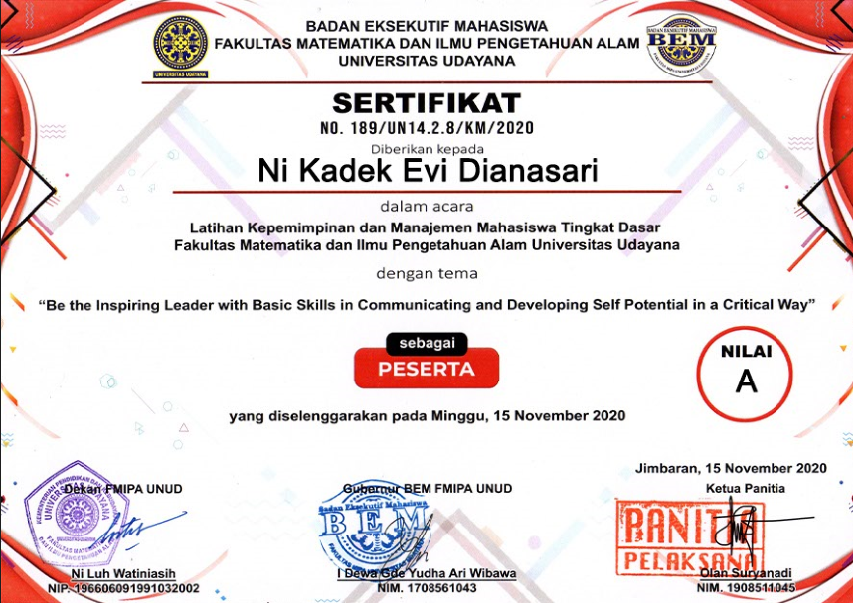 BADAN EKSEKUTIF MAHASISWA
FAKULTAS MATEMATIKA DAN ILMU PENGETAHUAN ALAM
UNIVERSITAS UDAYANA
UNIVERSITAS UDAYANA
BADAN EKSEKUTIF MAHASISWA
BEM
SERTIFIKAT
NO. 189/UN14.2.8/KM/2020
Diberikan kepada
Ni Kadek Evi Dianasari
dalam acara
Latihan Kepemimpinan dan Manajemen Mahasiswa Tingkat Dasar
Fakultas Matematika dan Ilmu Pengetahuan Alam Universitas Udayana
dengan tema
“Be the Inspiring Leader with Basic Skills in Communicating and Developing Self Potential in a Critical Way”
sebagai
PESERTA
NILAI
A
yang diselenggarakan pada Minggu, 15 November 2020
Jimbaran, 15 November 2020
Dekan FMIPA UNUD
Gubernur BEM FMIPA UNUD
Ketua Panitia
UNIVERSITAS UDAYANA
Badan Eksekutif Mahasiswa
BEM
PANITIA
PELAKSANA
Ni Luh Watiniasih
I Dewa Gde Yudha Ari Wibawa
Olan Suryanadi
NIP. 196606091991032002
NIM. 1708561043
NIM. 1908511045